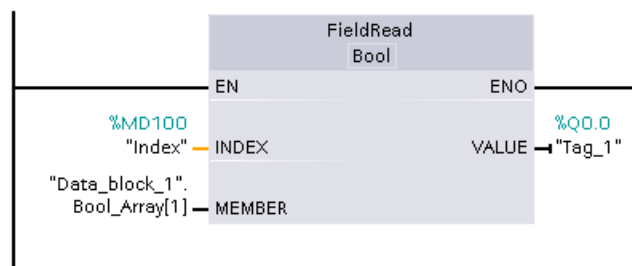 FieldRead
Bool
EN ENO
%MD100 %Q0.0
"Index" INDEX VALUE "Tag_1"
"Data_block_1".
Bool_Array[1] MEMBER